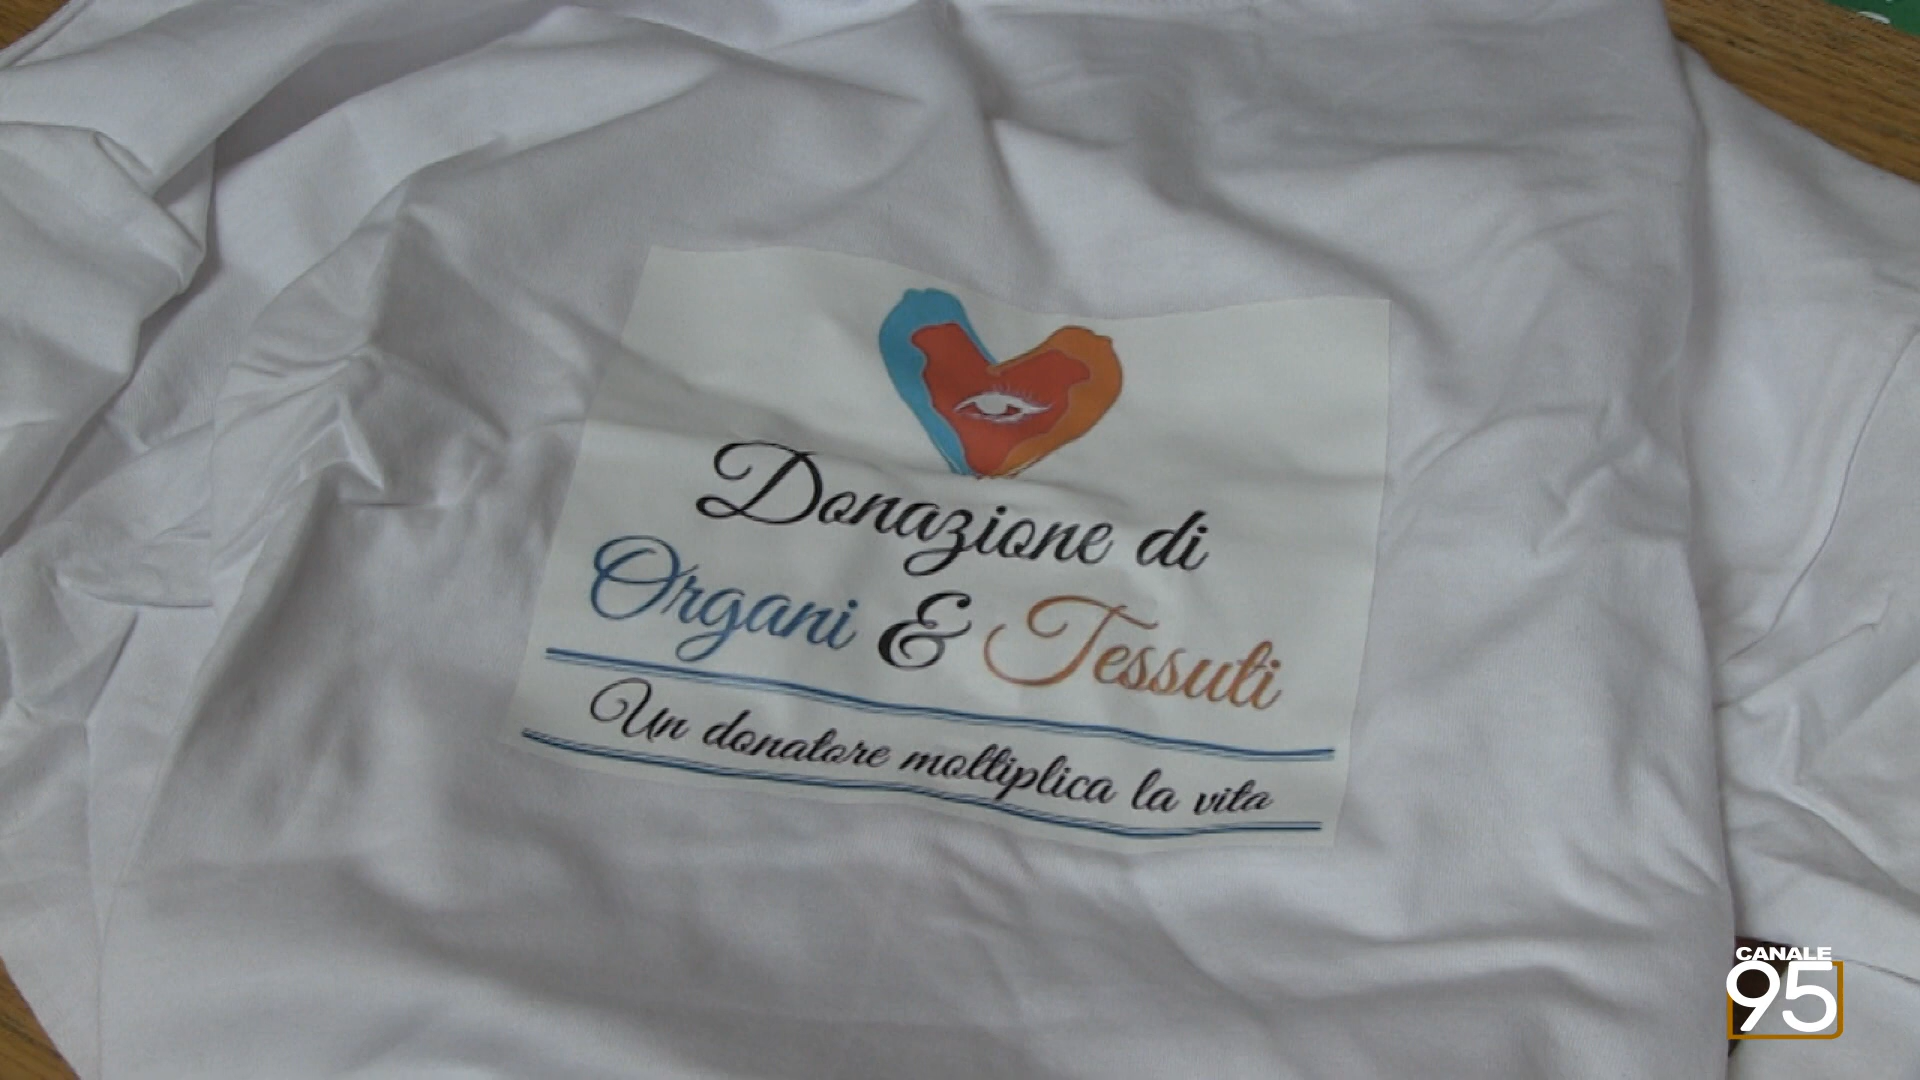 Donazione di
Organi & Tessuti
Un donatore moltiplica la vita
CANALE
95